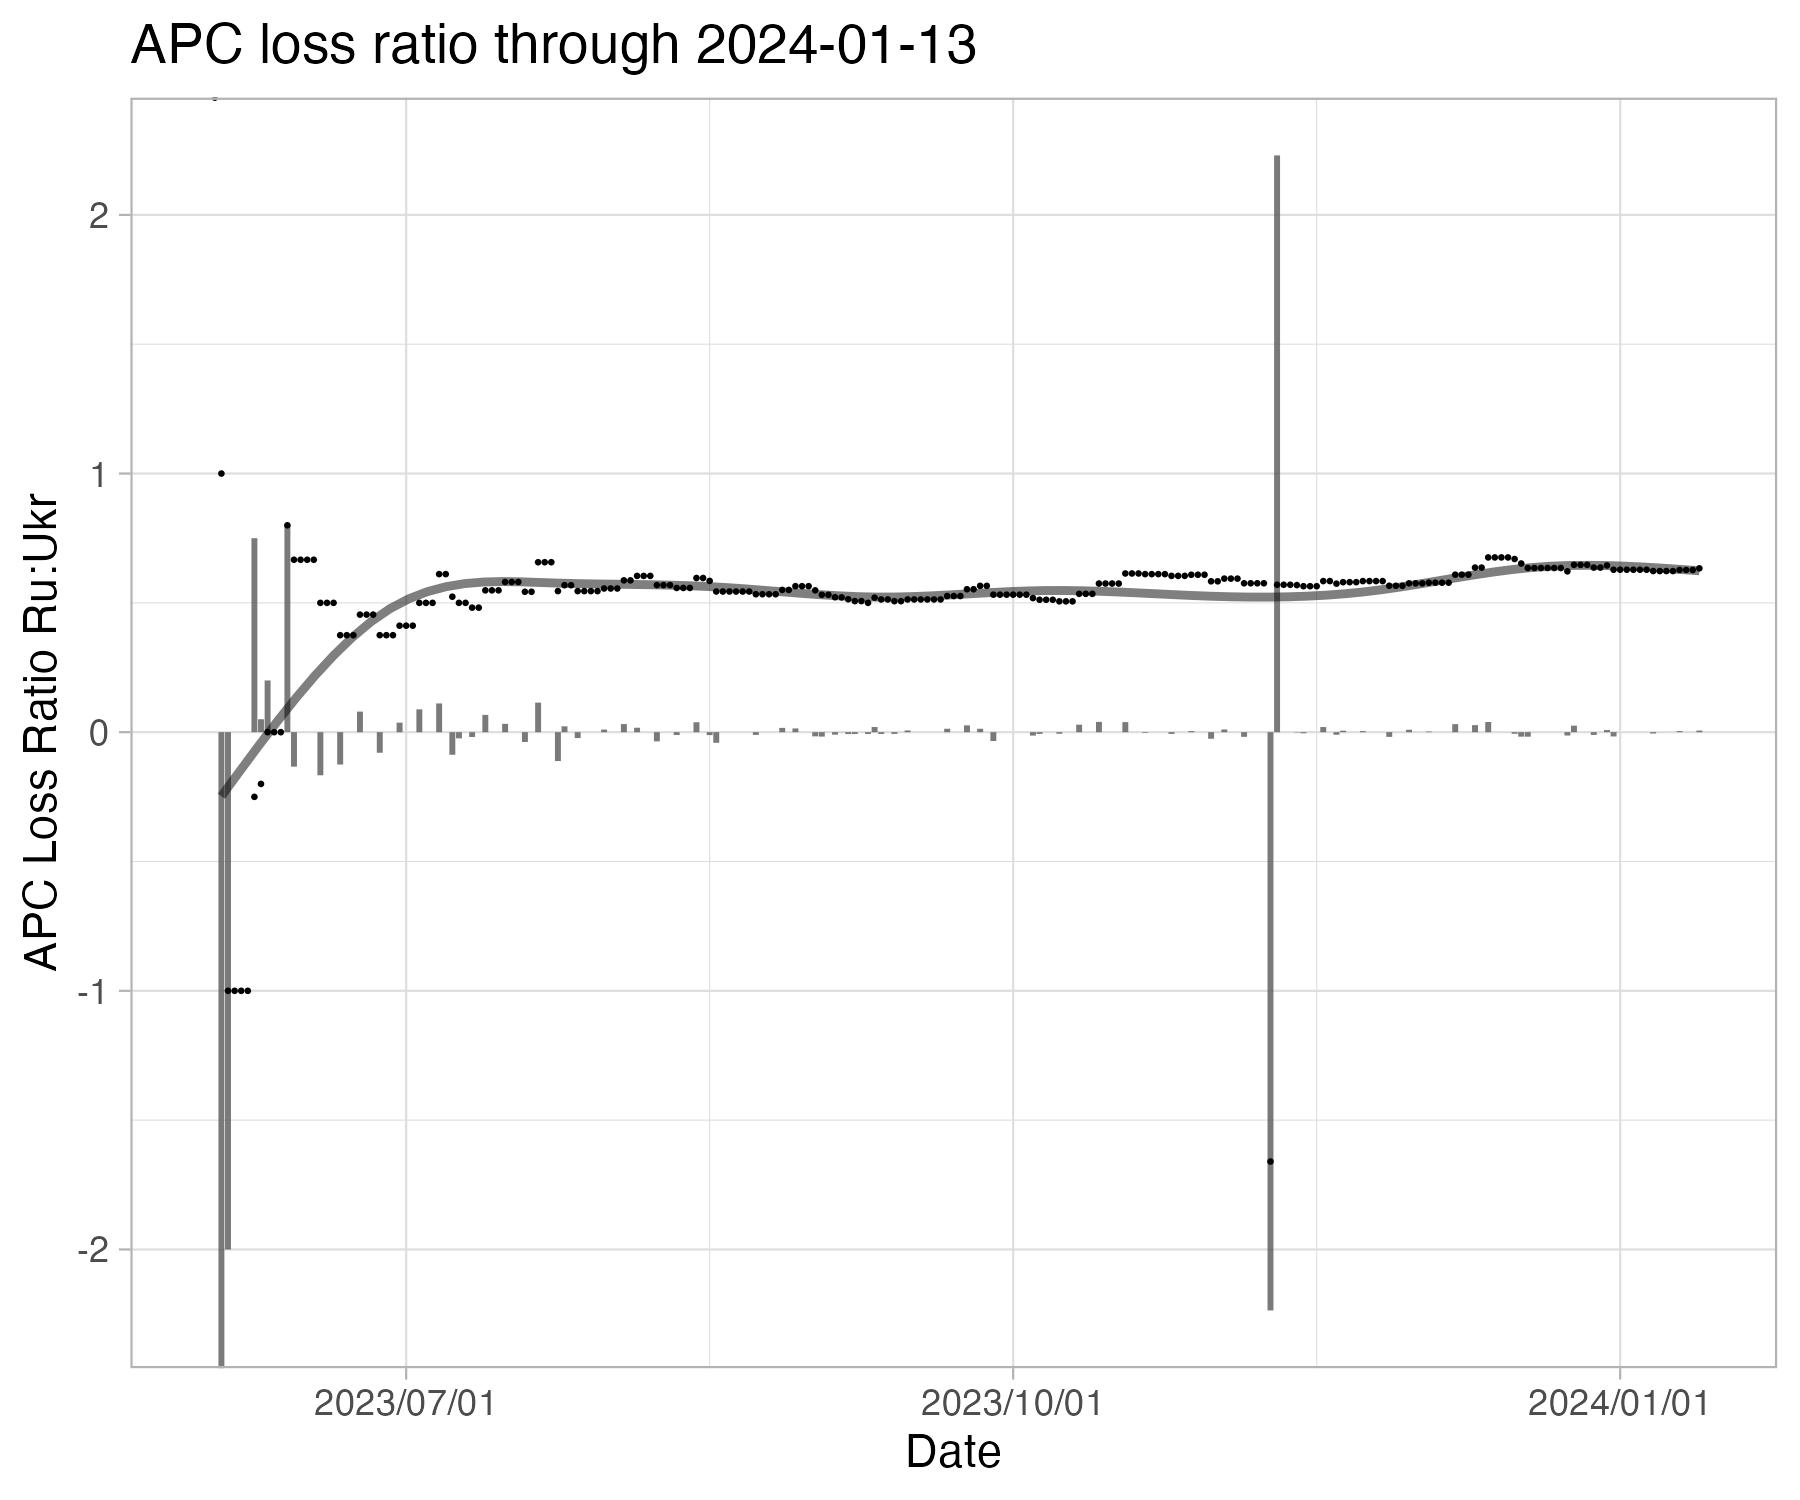 APC loss ratio through 2024-01-13
APC Loss Ratio Ru:Ukr
2
1
0
-1
-2
2023/07/01
2023/10/01
2024/01/01
Date